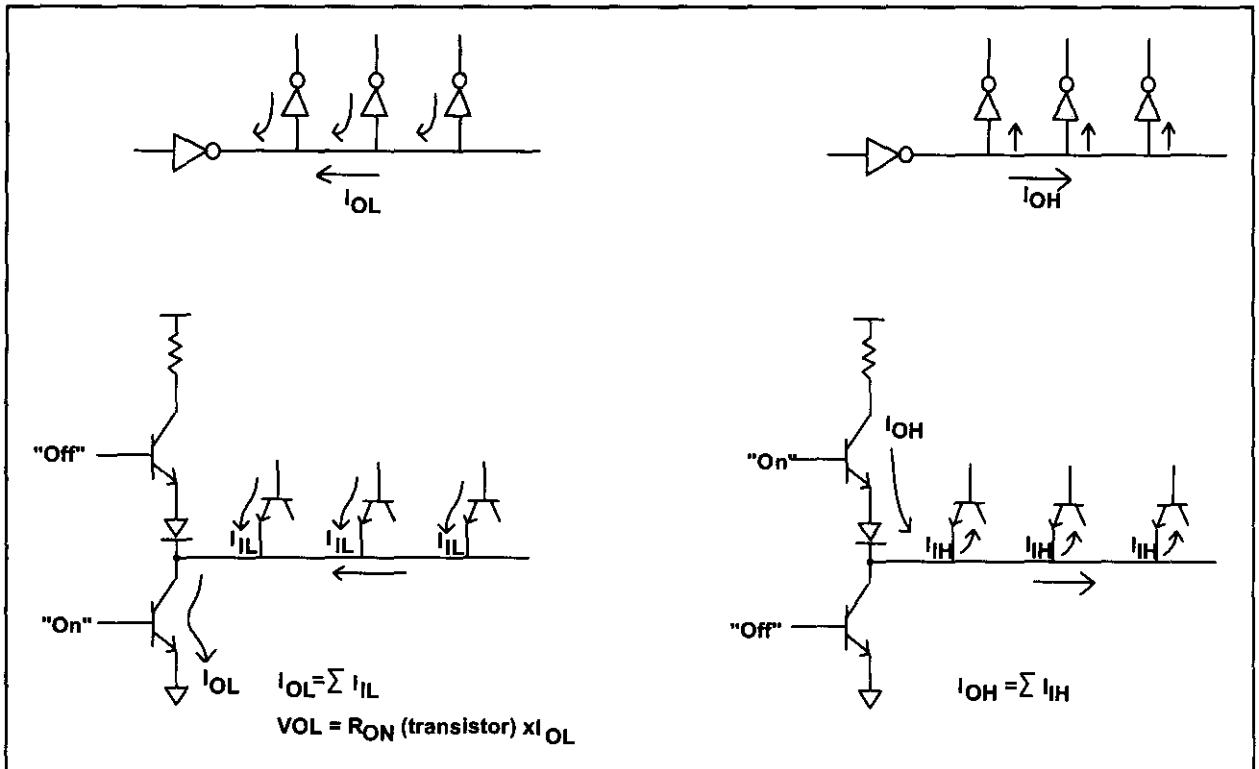 IOL
IOH
"Off"
"On"
IIL IIL IIL
IOL
IOL=∑ IIL
VOL = RON (transistor) xIOL
"On"
IOH
"Off"
IIH IIH IIH
IOH =∑ IIH